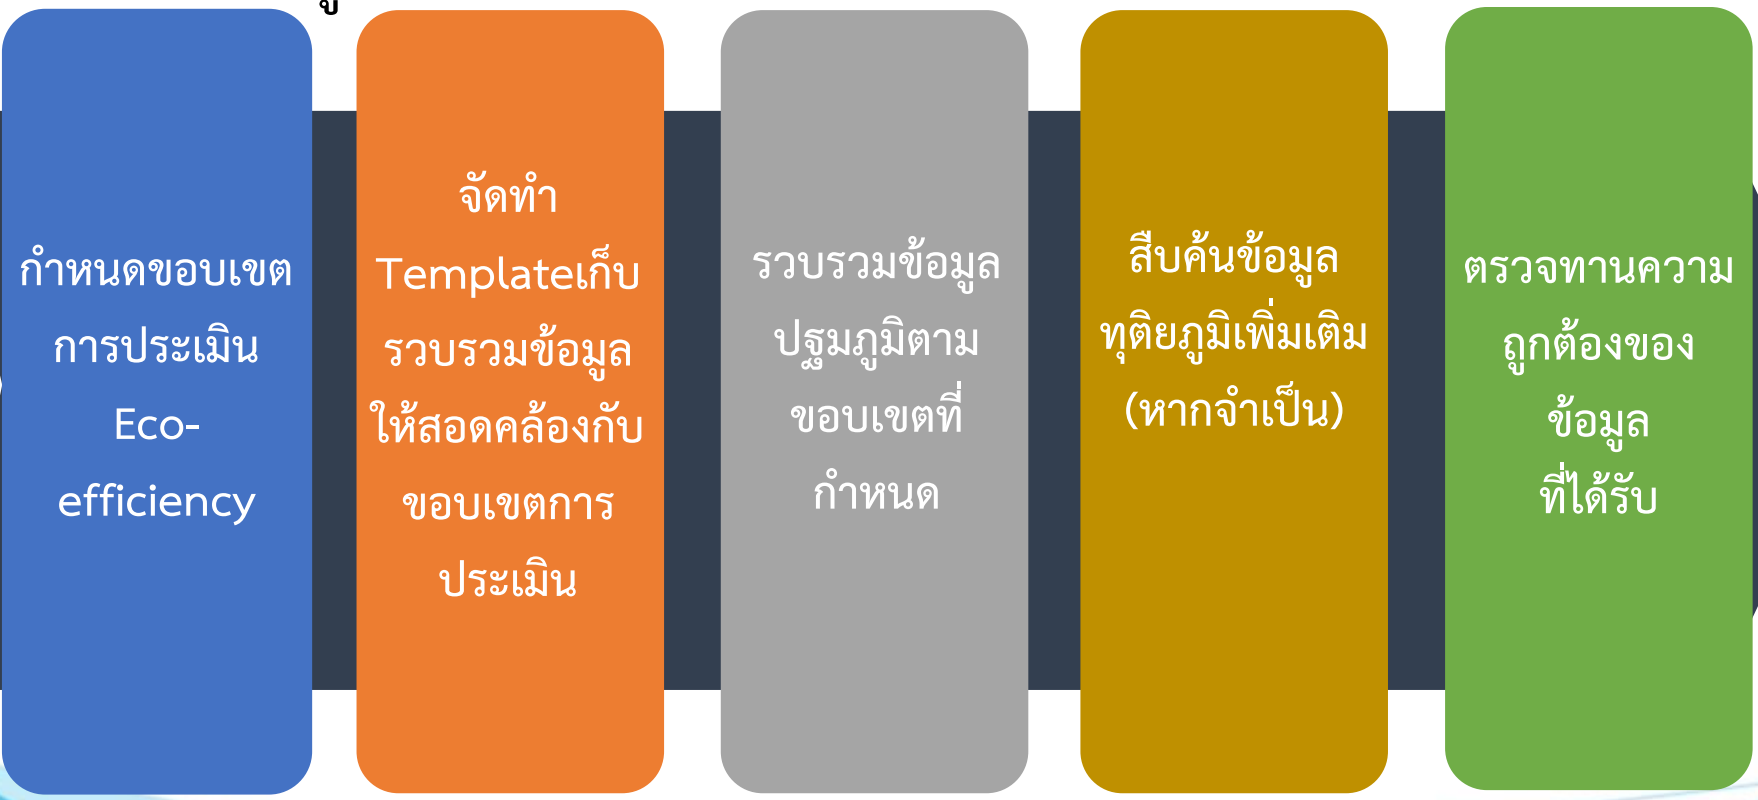 กำหนดขอบเขต
การประเมิน
Eco-
efficiency
จัดทำ
Templateเก็บ
รวบรวมข้อมูล
ให้สอดคล้องกับ
ขอบเขตการ
ประเมิน
รวบรวมข้อมูล
ปฐมภูมิตาม
ขอบเขตที่
กำหนด
สืบค้นข้อมูล
ทุติยภูมิเพิ่มเติม
(หากจำเป็น)
ตรวจทานความ
ถูกต้องของ
ข้อมูล
ที่ได้รับ